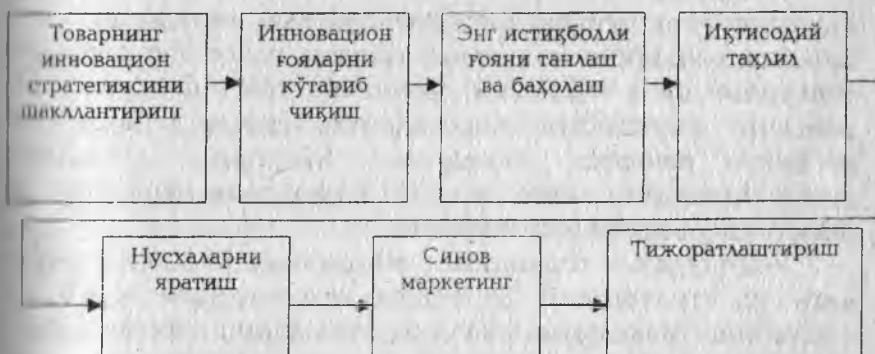 Товарнинг
инновацион
стратегиясини
шакллантириш
Инновацион
ғояларни
кўтариб
чиқиш
Энг истиқболли
ғояни танлаш
ва баҳолаш
Иқтисодий
таҳлил
Нусхаларни
яратиш
Синов
маркетинг
Тижоратлаштириш